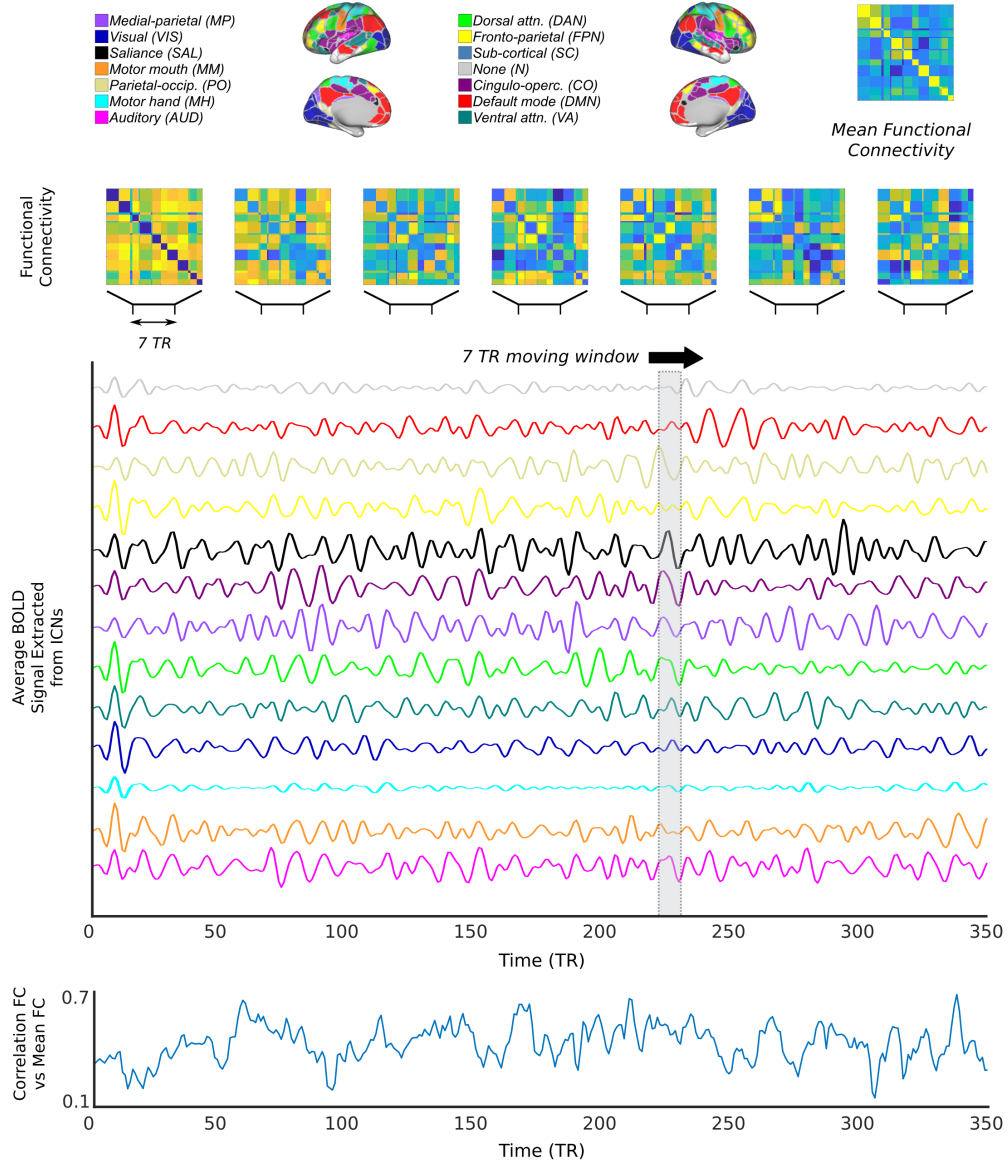 Medial-parietal (MP)
Visual (VIS)
Saliance (SAL)
Motor mouth (MM)
Parietal-occip. (PO)
Motor hand (MH)
Auditory (AUD)
Dorsal attn. (DAN)
Fronto-parietal (FPN)
Sub-cortical (SC)
None (N)
Cingulo-operc. (CO)
Default mode (DMN)
Ventral attn. (VA)
Mean Functional
Connectivity
Functional
Connectivity
7 TR
7 TR moving window
Average BOLD
Signal Extracted
from ICNs
0 50 100 150 200 250 300 350
Time (TR)
Correlation FC
vs Mean FC
0.7
0.1
0 50 100 150 200 250 300 350
Time (TR)